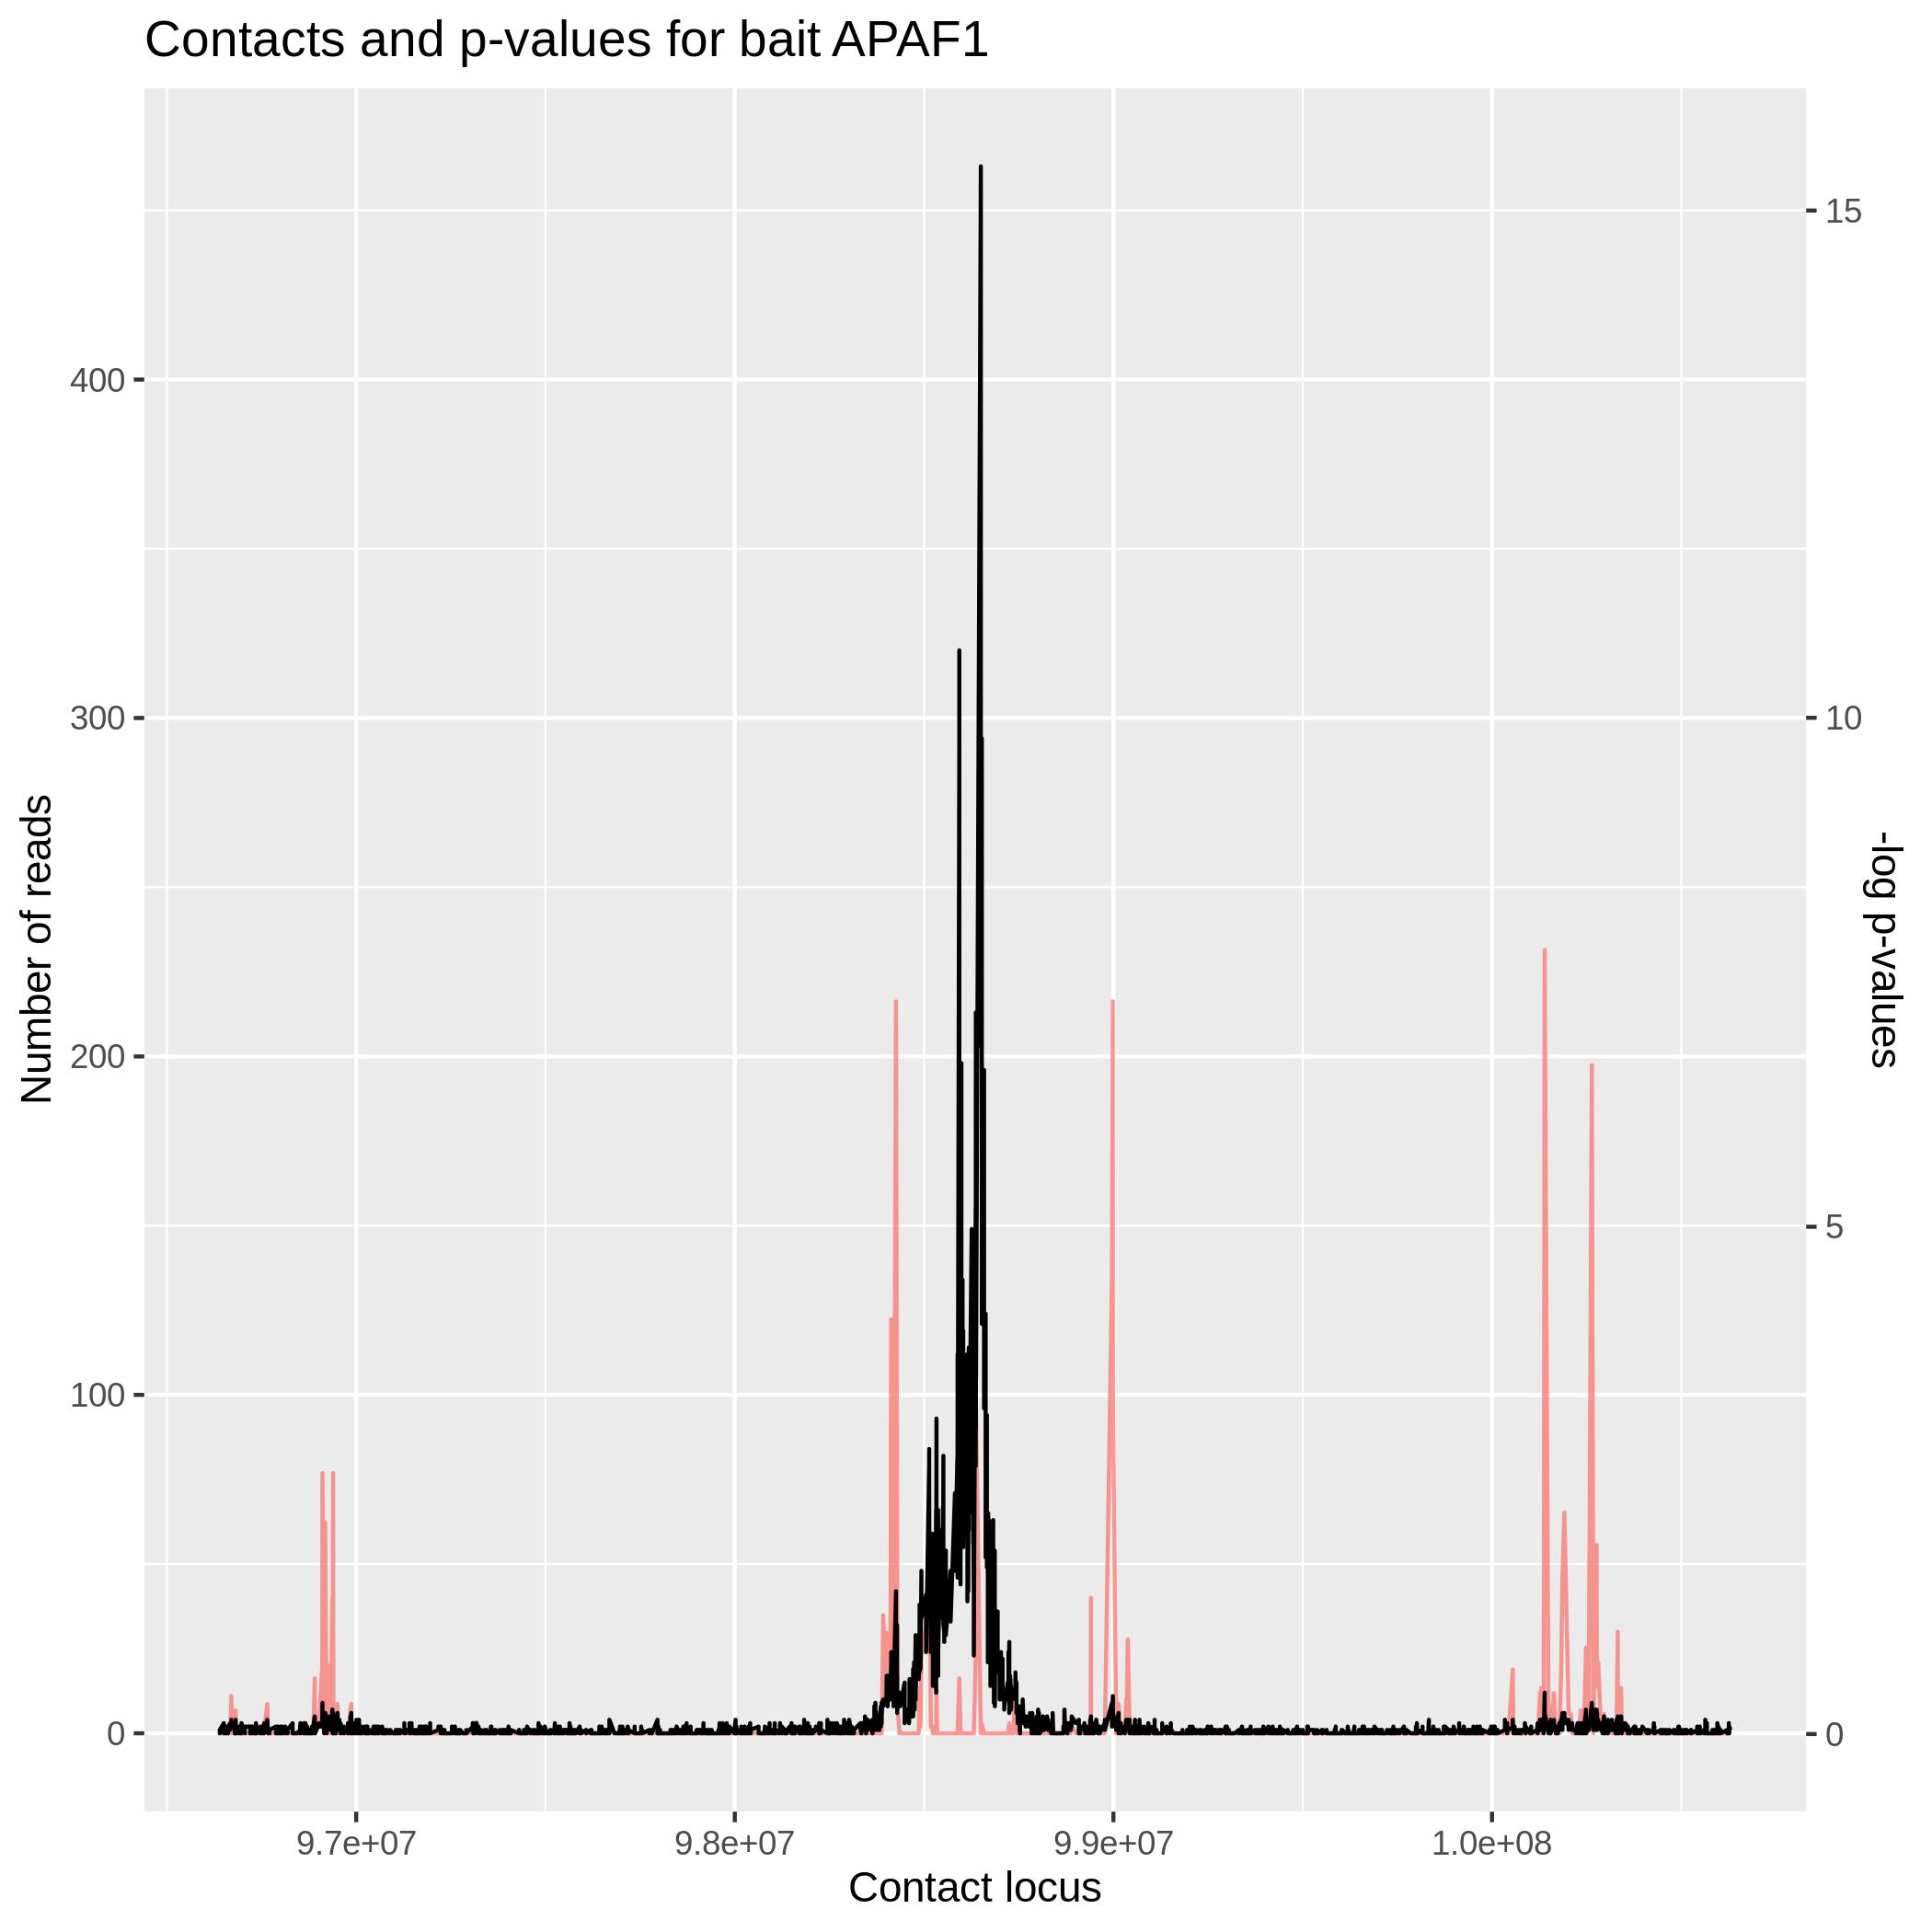 Contacts and p-values for bait APAF1
Number of reads
400
300
200
100
0
15
10
5
0
-log p-values
9.7e+07
9.8e+07
9.9e+07
1.0e+08
Contact locus